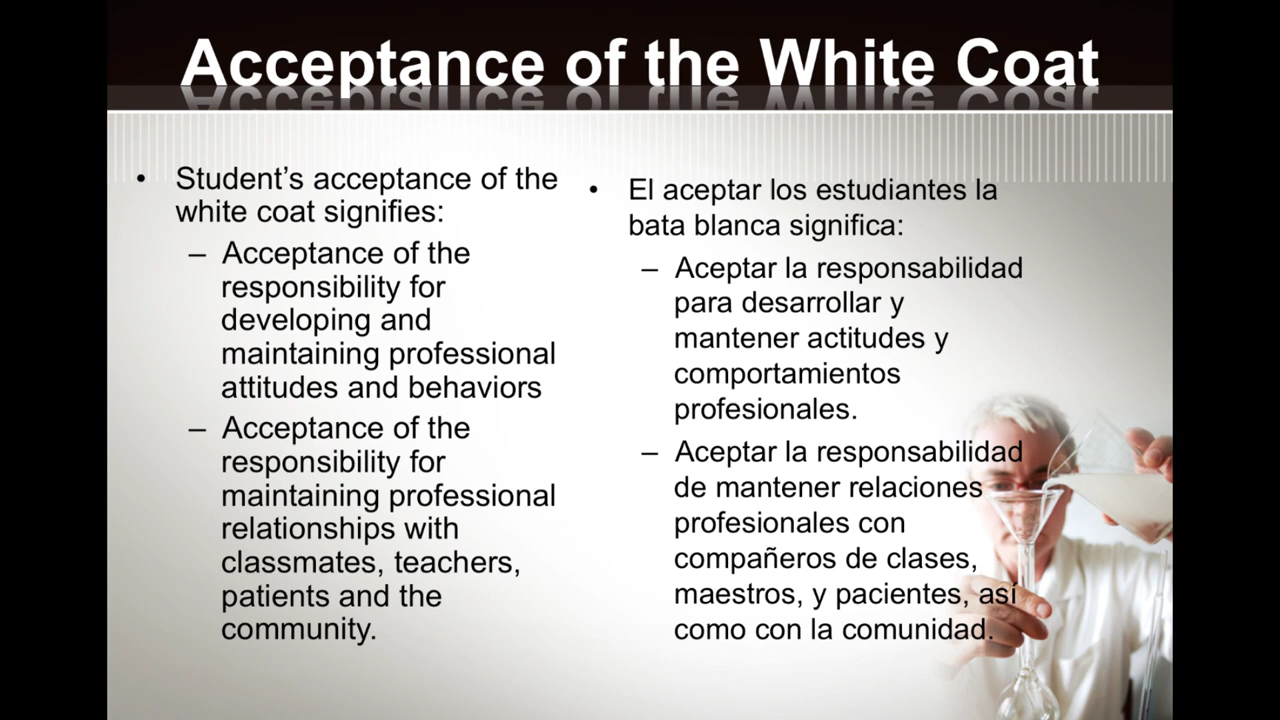 Acceptance of the White Coat
• Student’s acceptance of the
white coat signifies:
– Acceptance of the
responsibility for
developing and
maintaining professional
attitudes and behaviors
– Acceptance of the
responsibility for
maintaining professional
relationships with
classmates, teachers,
patients and the
community.
• El aceptar los estudiantes la
bata blanca significa:
– Aceptar la responsabilidad
para desarrollar y
mantener actitudes y
comportamientos
profesionales.
– Aceptar la responsabilidad
de mantener relaciones
profesionales con
compañeros de clases,
maestros, y pacientes, así
como con la comunidad.